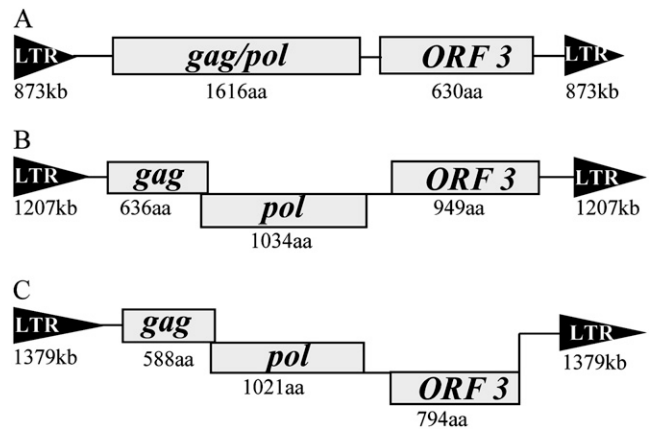 A
LTR gag/pol ORF 3 LTR
873kb 1616aa 630aa 873kb
B
LTR gag ORF 3 LTR
1207kb 636aa pol 949aa 1207kb
1034aa
C
LTR gag LTR
1379kb 588aa pol 1379kb
1021aa ORF 3
794aa